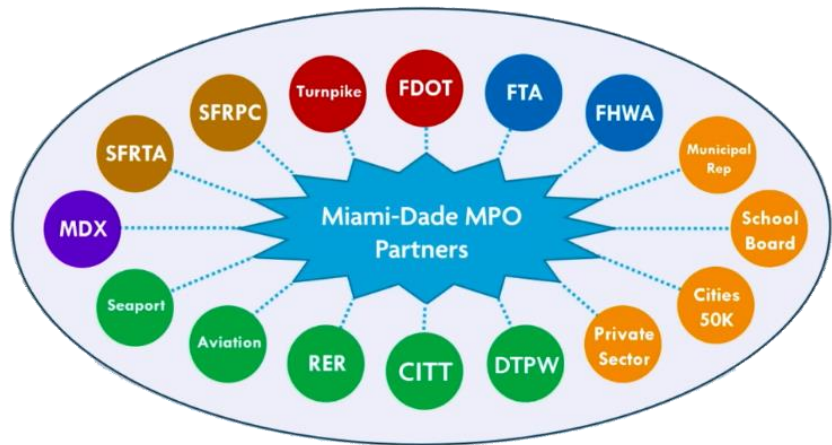 Turnpike
FDOT
FTA
FHWA
SFRPC
SFRTA
MDX
Municipal
Rep
School
Board
Miami-Dade MPO
Partners
Seaport
Aviation
RER
CITT
DTPW
Private
Sector
Cities
50K